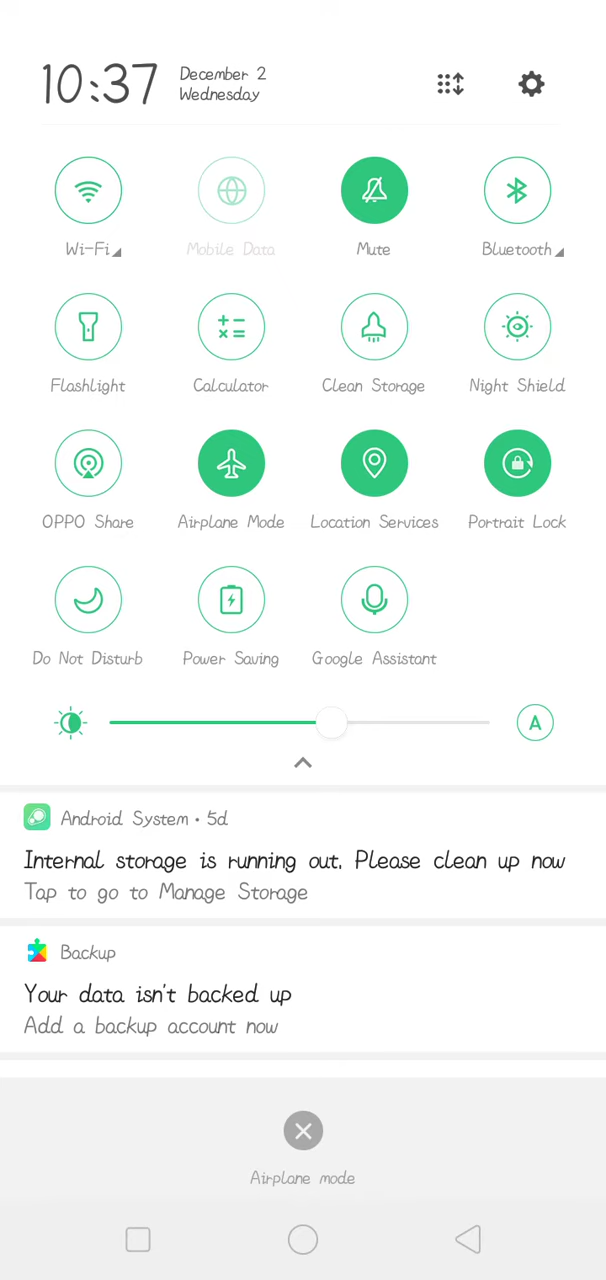 10:37 December 2
Wednesday
Wi-Fi Mobile Data Mute Bluetooth
Flashlight Calculator Clean Storage Night Shield
OPPO Share Airplane Mode Location Services Portrait Lock
Do Not Disturb Power Saving Google Assistant
A
Android System • 5d
Internal storage is running out. Please clean up now
Tap to go to Manage Storage
Backup
Your data isn't backed up
Add a backup account now
Airplane mode